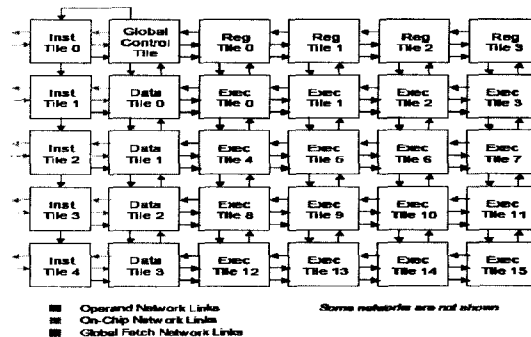 Inst Tile 0
Global Control Tile
Reg Tile 0
Reg Tile 1
Reg Tile 2
Reg Tile 3
Inst Tile 1
Data Tile 0
Exec Tile 0
Exec Tile 1
Exec Tile 2
Exec Tile 3
Inst Tile 2
Data Tile 1
Exec Tile 4
Exec Tile 5
Exec Tile 6
Exec Tile 7
Inst Tile 3
Data Tile 2
Exec Tile 8
Exec Tile 9
Exec Tile 10
Exec Tile 11
Inst Tile 4
Data Tile 3
Exec Tile 12
Exec Tile 13
Exec Tile 14
Exec Tile 15
Operand Network Links
Some networks are not shown
On-Chip Network Links
Global Fetch Network Links